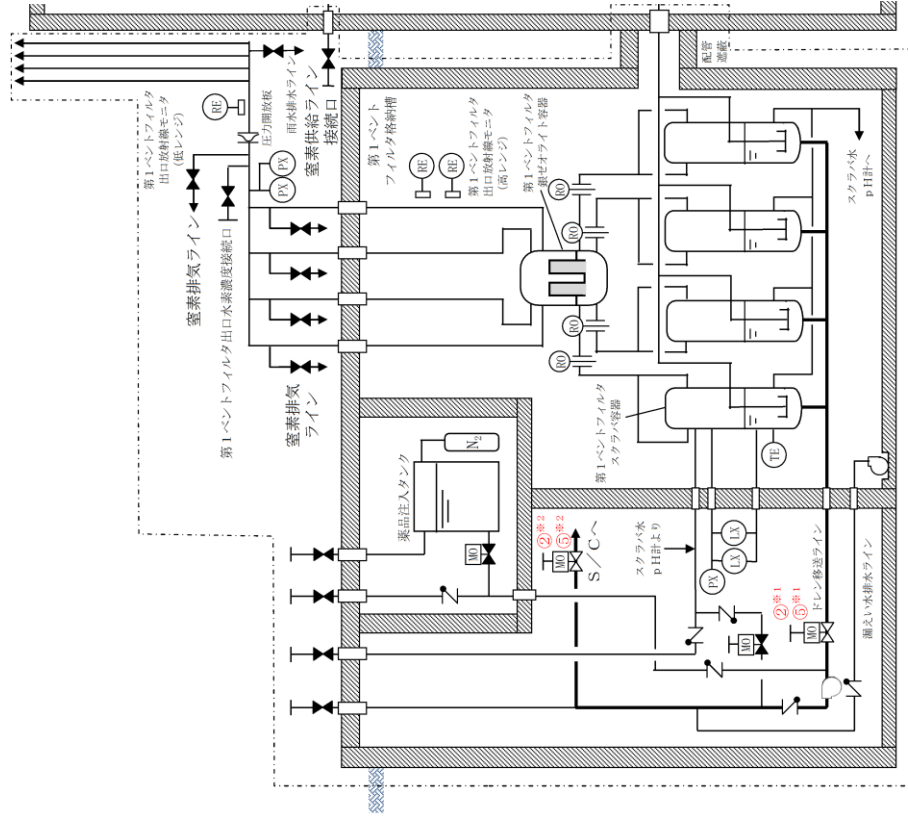 第１ベントフィルタ
出口放射線モニタ
(低レンジ)
RE
圧力開放板
雨水排水ライン
窒素供給ライン
接続口
窒素排気ライン
第１ベントフィルタ出口水素濃度接続口
PX
PX
窒素排気
ライン
第１ベント
フィルタ格納槽
RE
RE
第１ベントフィルタ
出口放射線モニタ
(高レンジ)
第１ベントフィルタ
銀ゼオライト容器
RO
RO
RO
RO
配管
遮蔽
スクラバ水
pH計へ
第１ベントフィルタ
スクラバ容器
TE
薬品注入タンク
N₂
MO
MO
②※2
⑤※2
S／Cへ
スクラバ水
pH計より
PX
LX
LX
MO
MO
②※1
⑤※1
ドレン移送ライン
漏えい水排水ライン